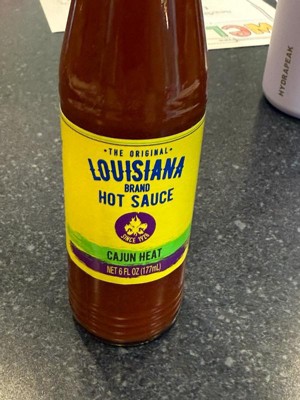 HYDRAPEAK
•THE ORIGINAL•
LOUISIANA
BRAND
HOT SAUCE
SINCE 1928
CAJUN HEAT
NET 6 FL OZ (177mL)